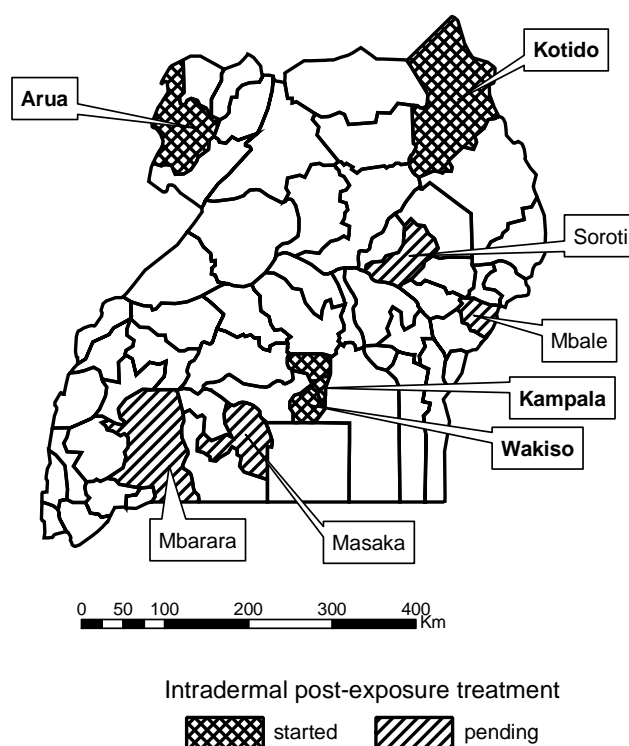 Kotido
Arua
Soroti
Mbale
Kampala
Wakiso
Mbarara
Masaka
0 50 100 200 300 400
Km
Intradermal post-exposure treatment
started pending